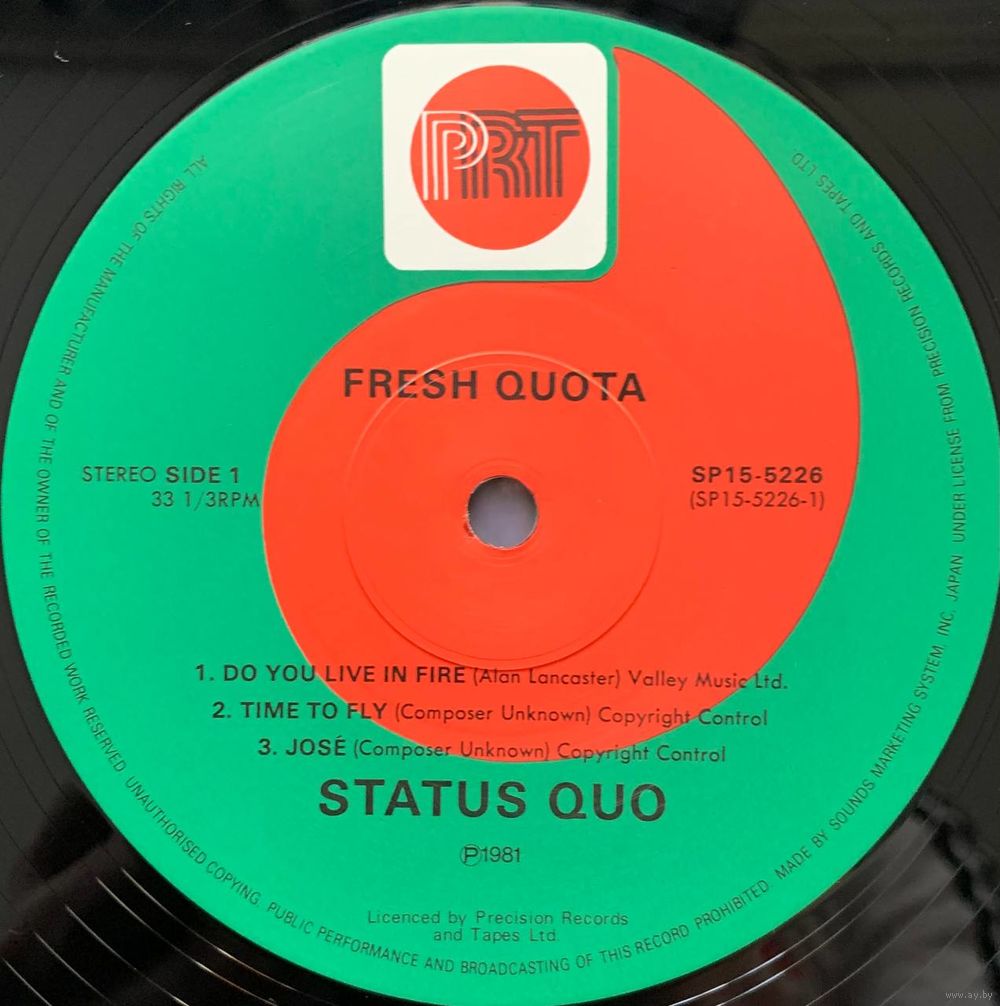 PRT
FRESH QUOTA
STEREO SIDE 1
33 1/3RPM
SP15-5226
(SP15-5226-1)
1. DO YOU LIVE IN FIRE (Alan Lancaster) Valley Music Ltd.
2. TIME TO FLY (Composer Unknown) Copyright Control
3. JOSÉ (Composer Unknown) Copyright Control
STATUS QUO
Ⓟ1981
Licenced by Precision Records
and Tapes Ltd.
ALL RIGHTS OF THE MANUFACTURER AND OF THE OWNER OF THE RECORDED WORK RESERVED. UNAUTHORISED COPYING. PUBLIC PERFORMANCE AND BROADCASTING OF THIS RECORD PROHIBITED. MADE BY SOUNDS MARKETING SYSTEM, INC. JAPAN UNDER LICENSE FROM PRECISION RECORDS AND TAPES LTD.
www.ay.by